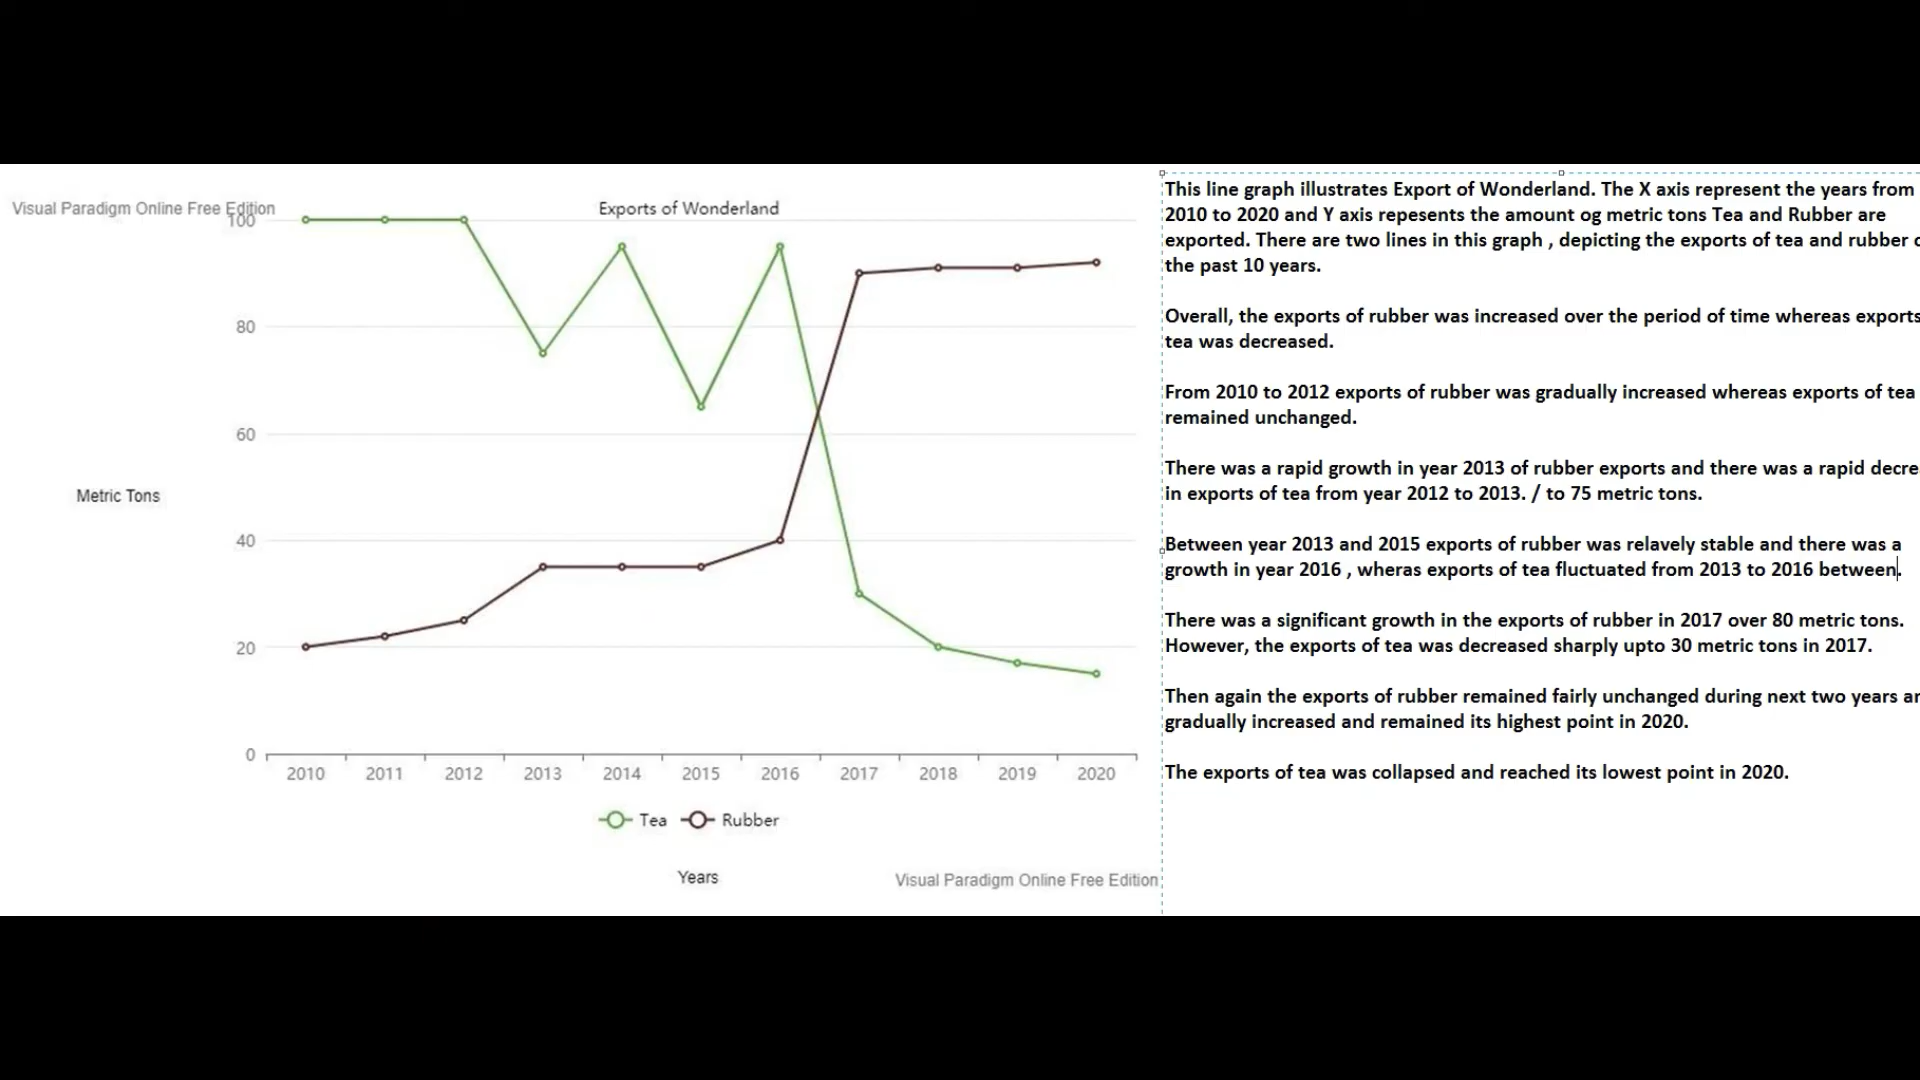 Visual Paradigm Online Free Edition
Exports of Wonderland
100
80
60
40
20
0
Metric Tons
2010 2011 2012 2013 2014 2015 2016 2017 2018 2019 2020
Tea Rubber
Years
Visual Paradigm Online Free Edition
This line graph illustrates Export of Wonderland. The X axis represent the years from
2010 to 2020 and Y axis repesents the amount og metric tons Tea and Rubber are
exported. There are two lines in this graph , depicting the exports of tea and rubber
the past 10 years.
Overall, the exports of rubber was increased over the period of time whereas exports
tea was decreased.
From 2010 to 2012 exports of rubber was gradually increased whereas exports of tea
remained unchanged.
There was a rapid growth in year 2013 of rubber exports and there was a rapid
in exports of tea from year 2012 to 2013. / to 75 metric tons.
Between year 2013 and 2015 exports of rubber was relavely stable and there was a
growth in year 2016 , wheras exports of tea fluctuated from 2013 to 2016 between.
There was a significant growth in the exports of rubber in 2017 over 80 metric tons.
However, the exports of tea was decreased sharply upto 30 metric tons in 2017.
Then again the exports of rubber remained fairly unchanged during next two years
gradually increased and remained its highest point in 2020.
The exports of tea was collapsed and reached its lowest point in 2020.